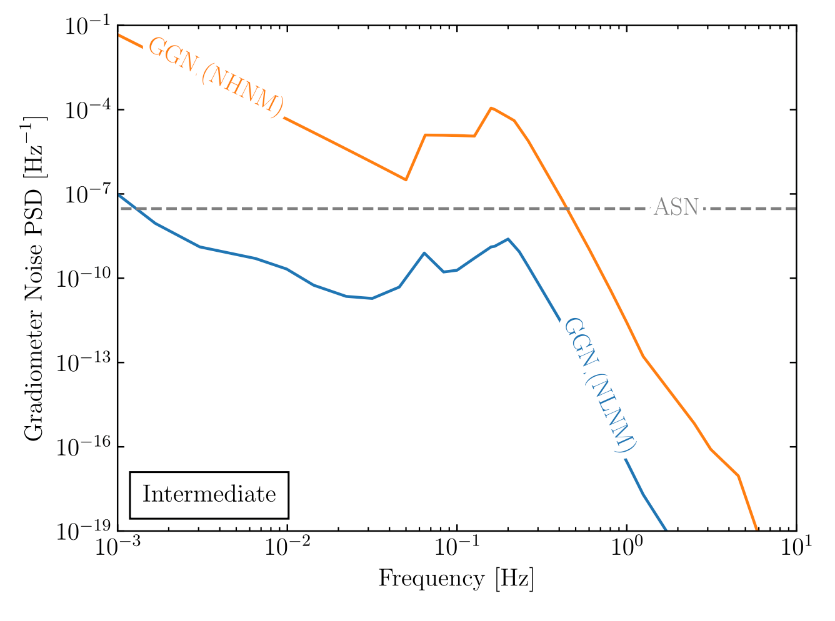 10⁻¹
10⁻⁴
10⁻⁷
10⁻¹⁰
10⁻¹³
10⁻¹⁶
10⁻¹⁹
Gradiometer Noise PSD [Hz⁻¹]
GGN (NHNM)
ASN
GGN (NLNM)
Intermediate
10⁻³ 10⁻² 10⁻¹ 10⁰ 10¹
Frequency [Hz]